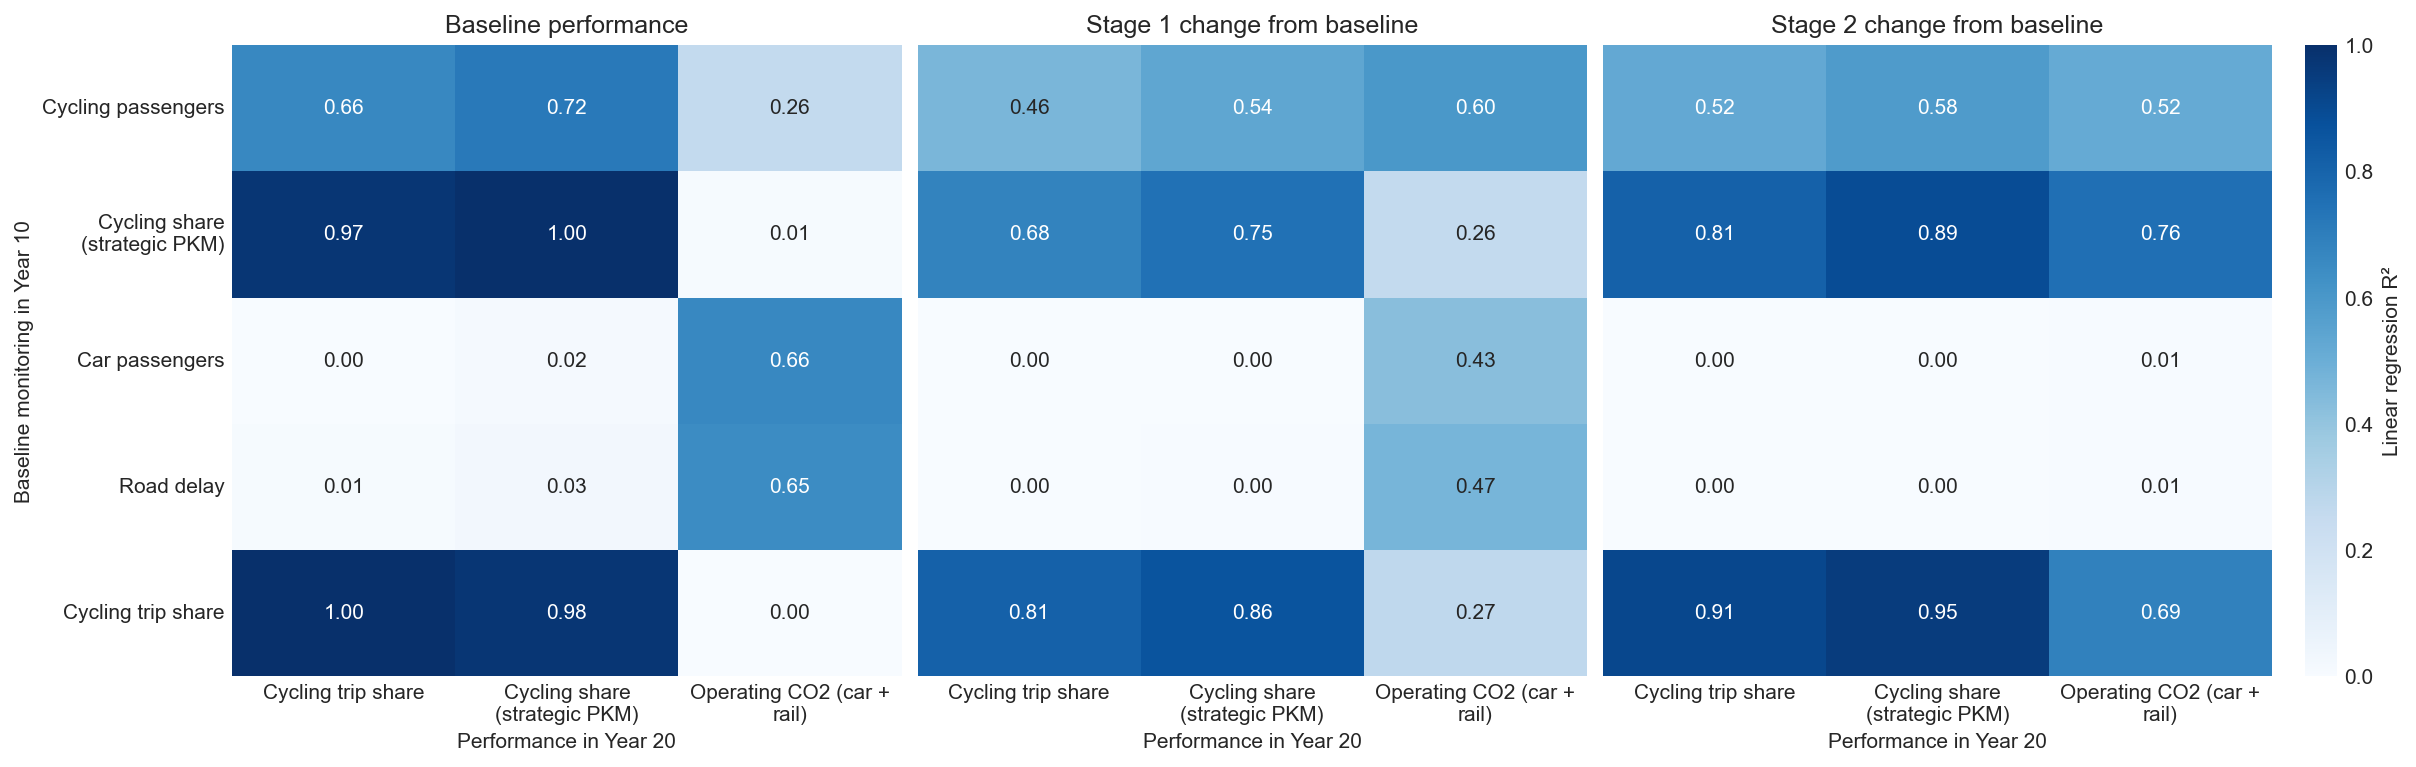 Baseline performance
Stage 1 change from baseline
Stage 2 change from baseline
Baseline monitoring in Year 10
Cycling passengers
0.66 0.72 0.26 0.46 0.54 0.60 0.52 0.58 0.52
Cycling share
(strategic PKM)
0.97 1.00 0.01 0.68 0.75 0.26 0.81 0.89 0.76
Car passengers
0.00 0.02 0.66 0.00 0.00 0.43 0.00 0.00 0.01
Road delay
0.01 0.03 0.65 0.00 0.00 0.47 0.00 0.00 0.01
Cycling trip share
1.00 0.98 0.00 0.81 0.86 0.27 0.91 0.95 0.69
Cycling trip share
Cycling share
(strategic PKM)
Operating CO2 (car +
rail)
Performance in Year 20
Cycling trip share
Cycling share
(strategic PKM)
Operating CO2 (car +
rail)
Performance in Year 20
Cycling trip share
Cycling share
(strategic PKM)
Operating CO2 (car +
rail)
Performance in Year 20
1.0
0.8
0.6
0.4
0.2
0.0
Linear regression R²